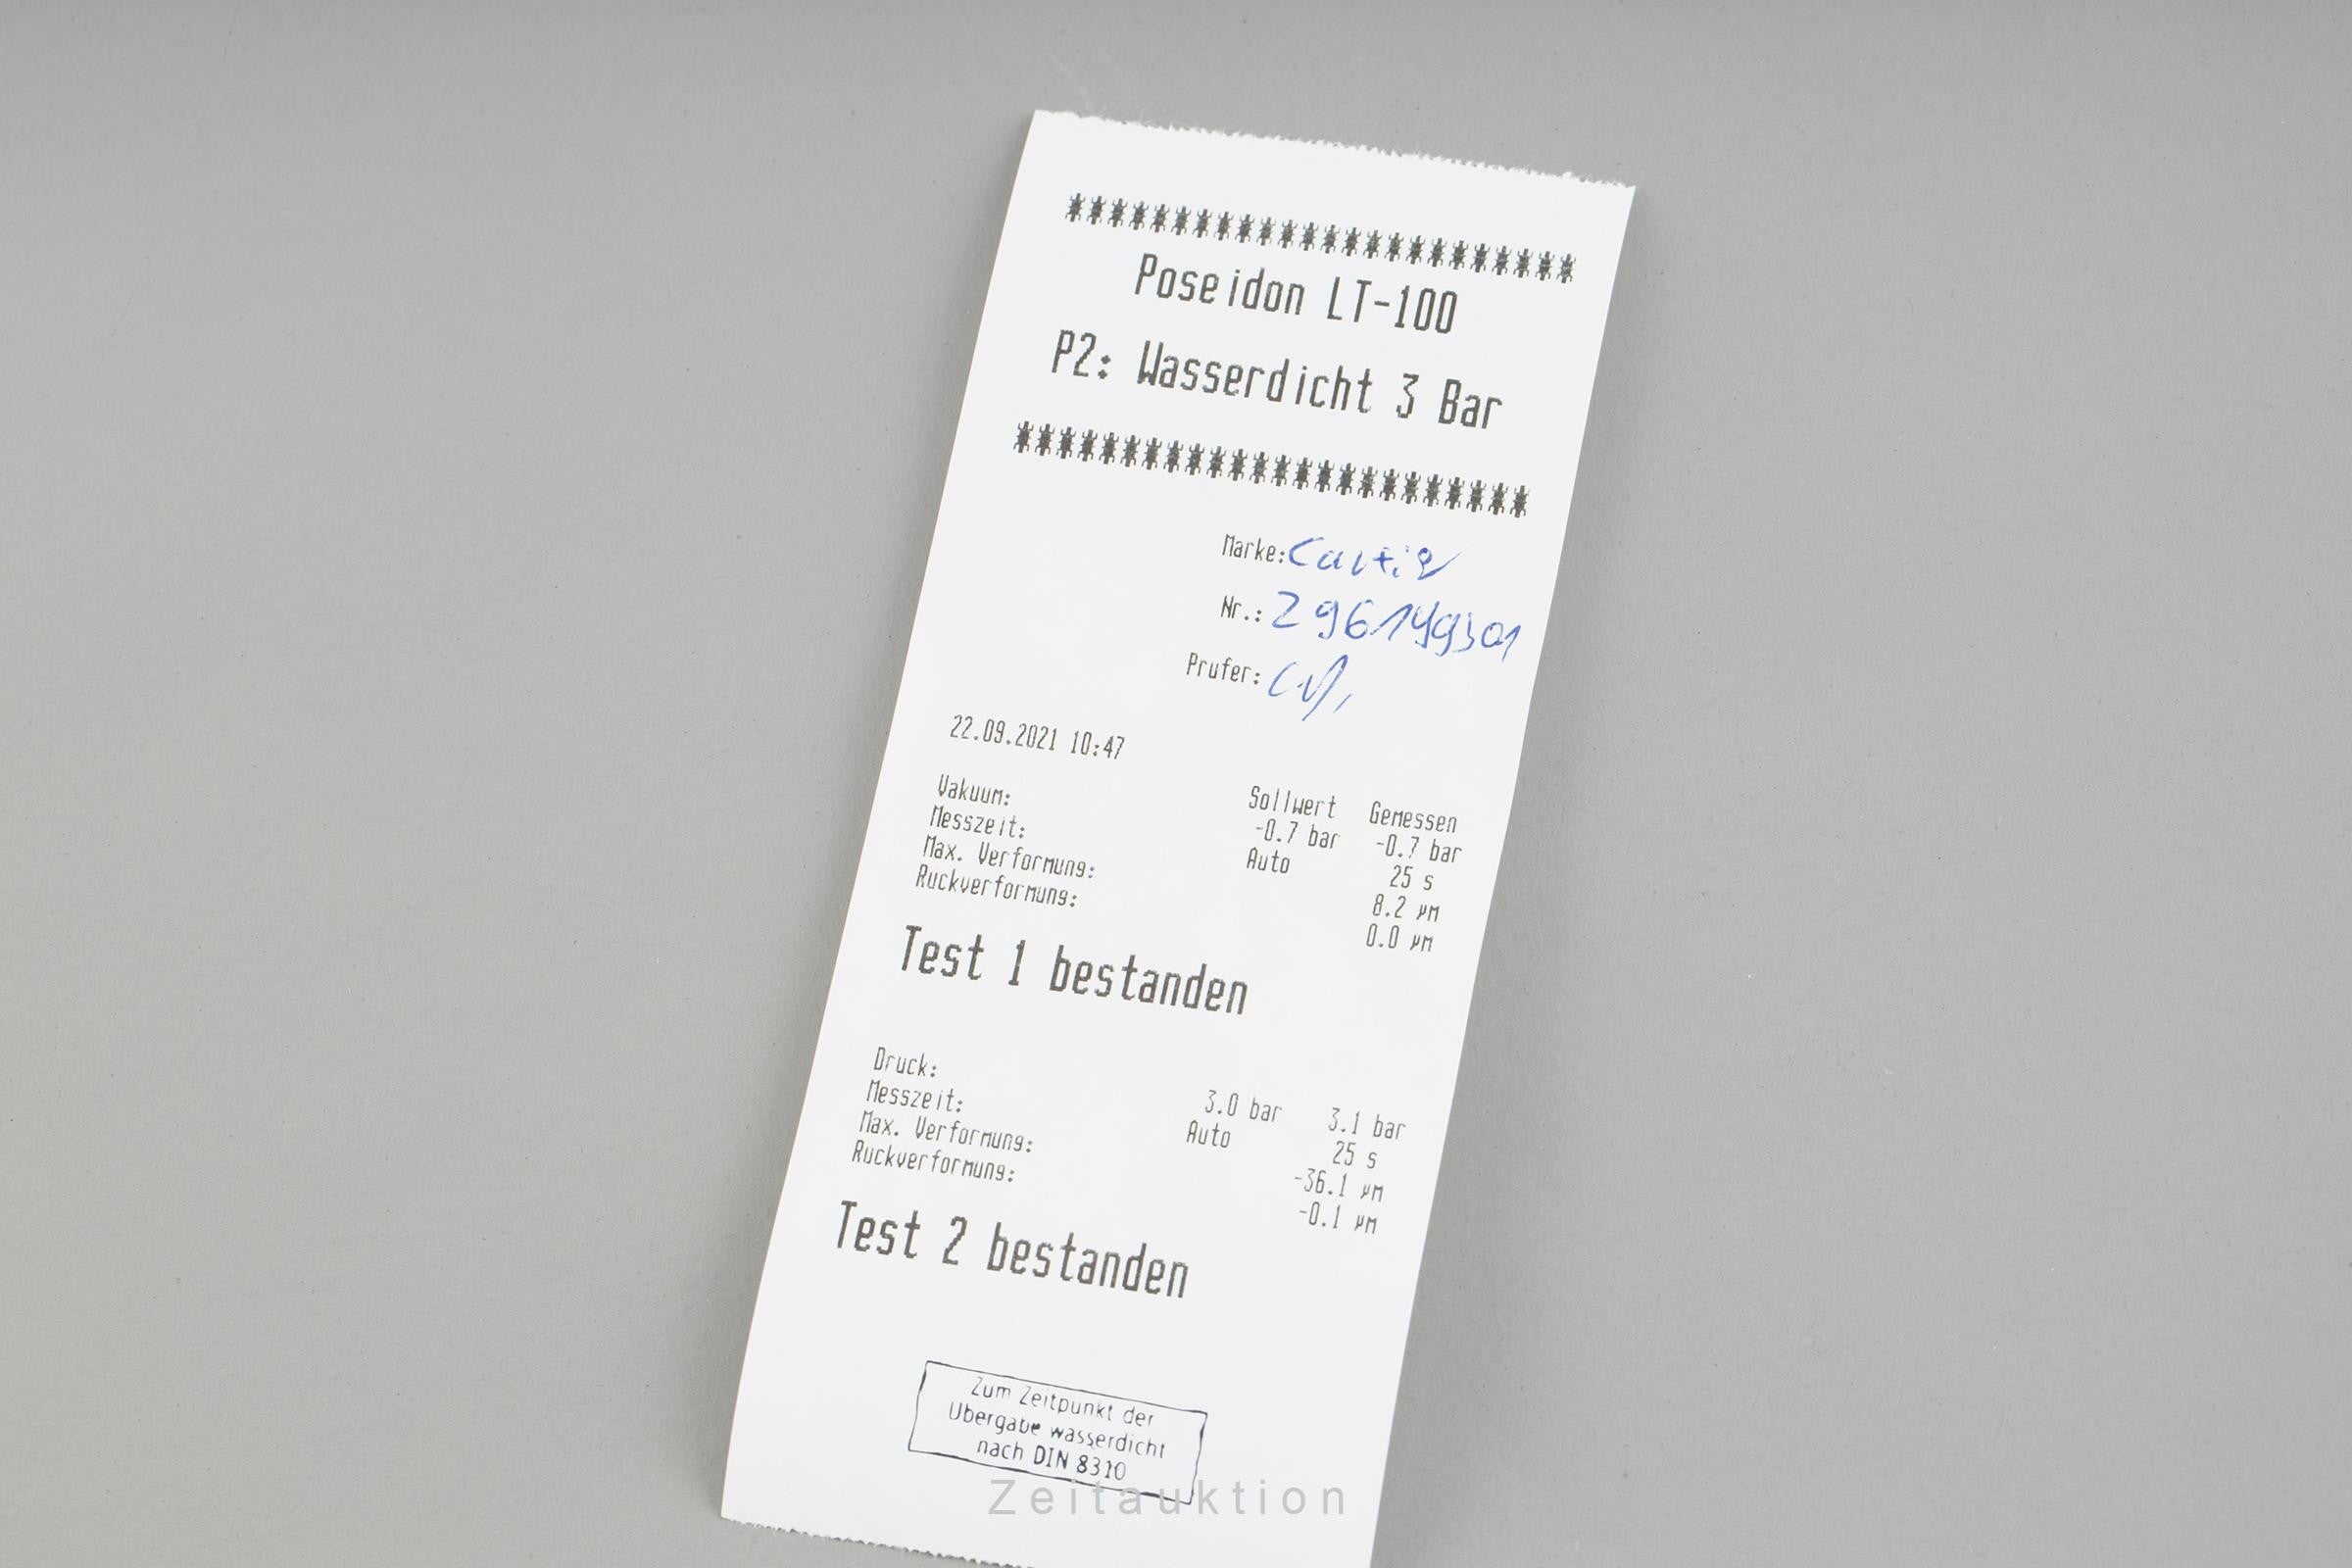 ************************
Poseidon LT-100
P2: Wasserdicht 3 Bar
************************
Marke: Cartier
Nr.: 296149301
Prufer:
22.09.2021 10:47
Sollwert Gemessen
Vakuum: -0.7 bar -0.7 bar
Messzeit: Auto 25 s
Max. Verformung: 8.2 µm
Ruckverformung: 0.0 µm
Test 1 bestanden
Druck: 3.0 bar 3.1 bar
Messzeit: Auto 25 s
Max. Verformung: -36.1 µm
Ruckverformung: -0.1 µm
Test 2 bestanden
Zum Zeitpunkt der
Übergabe wasserdicht
nach DIN 8310
Zeitauktion